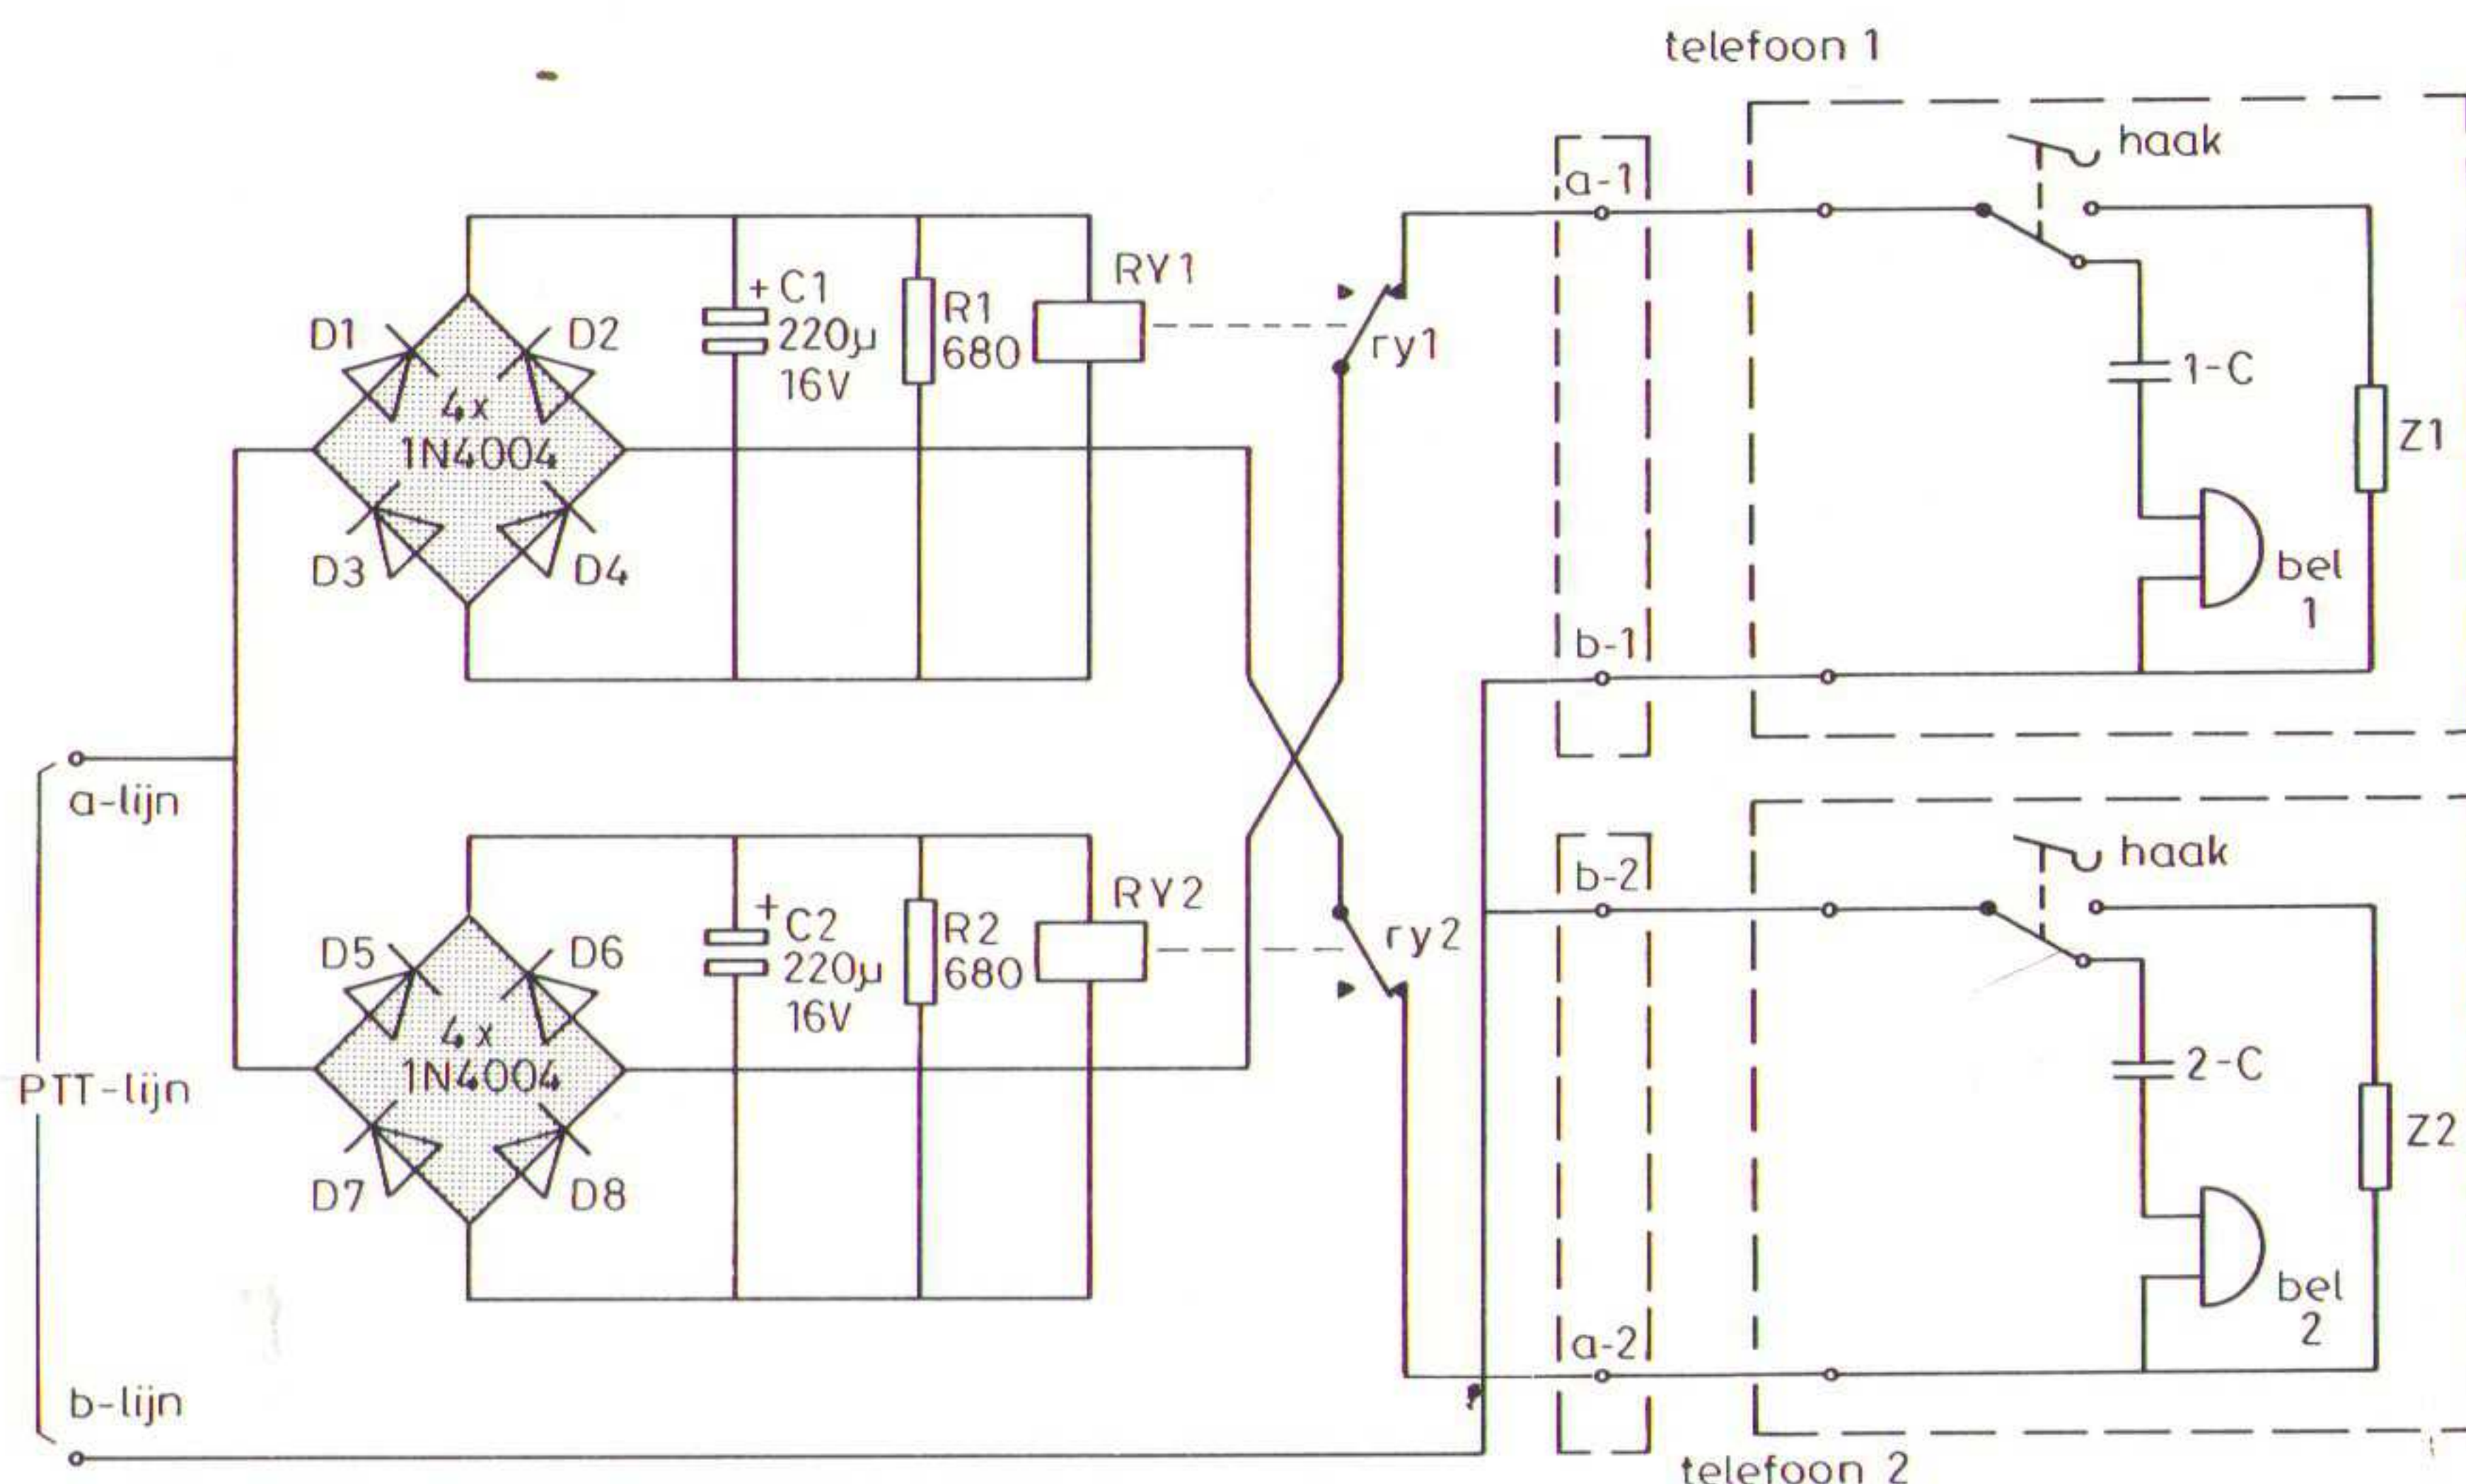 telefoon 1
haak
a-1
+ C1
220µ
16V
R1
680
RY1
ry1
D1
D2
4x
1N4004
D3
D4
1-C
Z1
bel
1
b-1
a-lijn
PTT-lijn
b-lijn
haak
b-2
+ C2
220µ
16V
R2
680
RY2
ry2
D5
D6
4x
1N4004
D7
D8
2-C
Z2
bel
2
a-2
telefoon 2